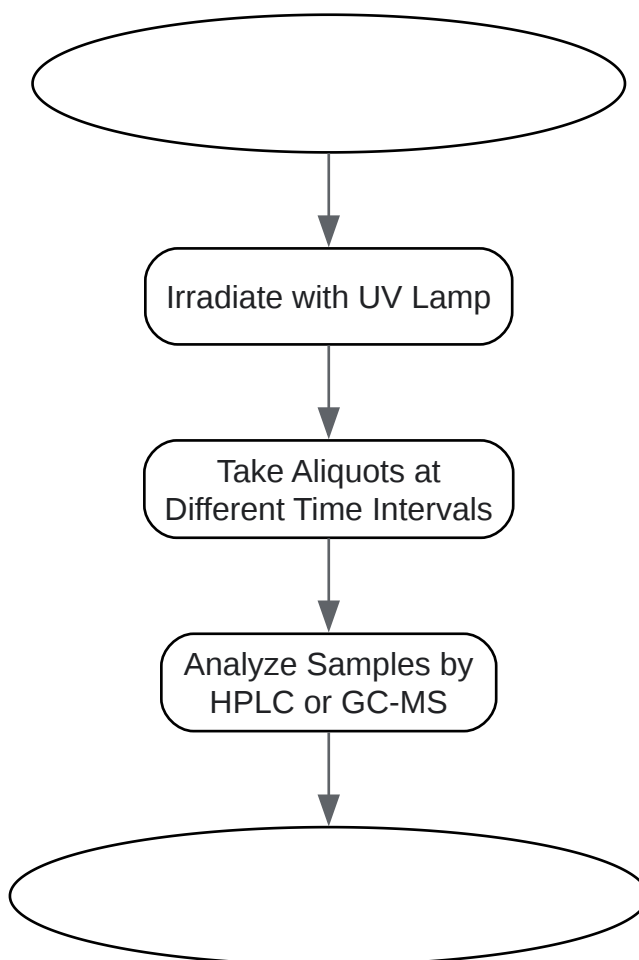 Irradiate with UV Lamp
Take Aliquots at
Different Time Intervals
Analyze Samples by
HPLC or GC-MS